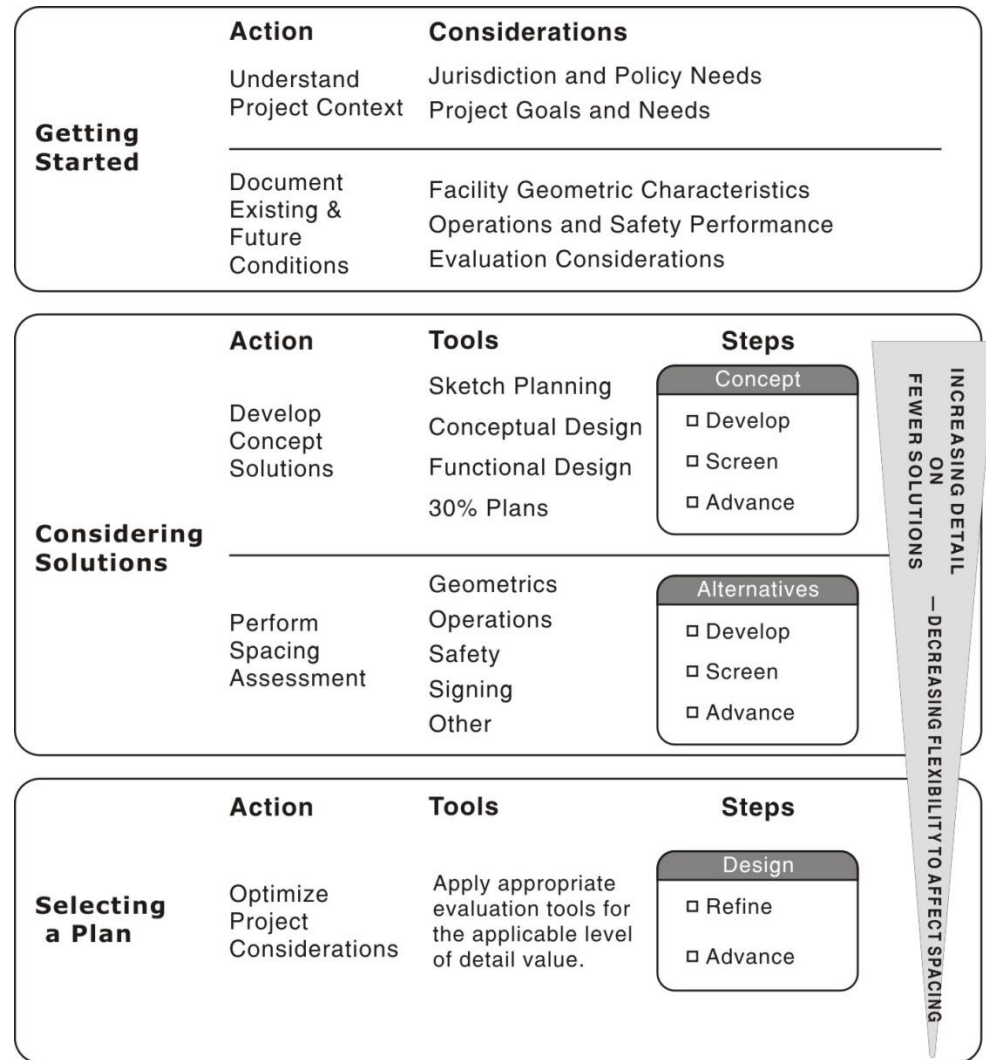 Action
Considerations
Getting
Started
Understand
Project Context
Jurisdiction and Policy Needs
Project Goals and Needs
Document
Existing &
Future
Conditions
Facility Geometric Characteristics
Operations and Safety Performance
Evaluation Considerations
Action
Tools
Steps
Considering
Solutions
Develop
Concept
Solutions
Sketch Planning
Conceptual Design
Functional Design
30% Plans
Concept
Develop
Screen
Advance
Perform
Spacing
Assessment
Geometrics
Operations
Safety
Signing
Other
Alternatives
Develop
Screen
Advance
INCREASING DETAIL
ON
FEWER SOLUTIONS
—DECREASING FLEXIBILITY TO AFFECT SPACING
Action
Tools
Steps
Selecting
a Plan
Optimize
Project
Considerations
Apply appropriate
evaluation tools for
the applicable level
of detail value.
Design
Refine
Advance